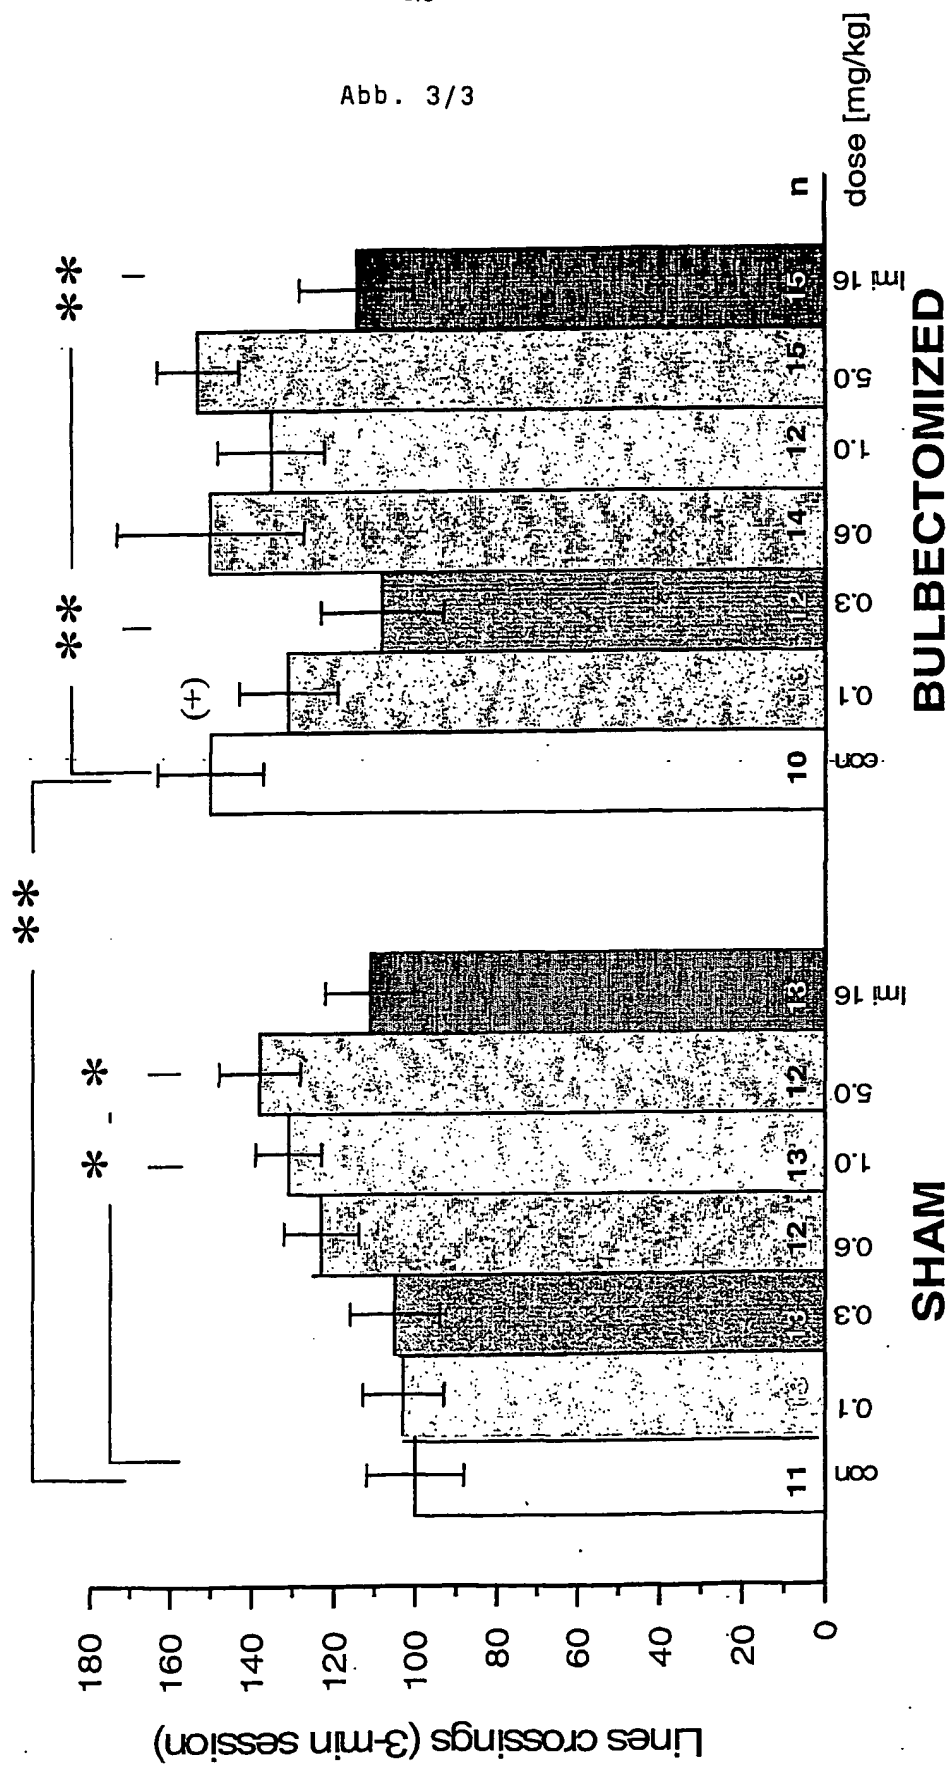 Abb. 3/3
Lines crossings (3-min session)
180
160
140
120
100
80
60
40
20
0
** 
* - *
** **
(+)
11 13 13 12 13 12 13
con 0.1 0.3 0.6 1.0 5.0 Imi 16
SHAM
10 14 12 15 15 n
con 0.1 0.3 0.6 1.0 5.0 Imi 16
dose [mg/kg]
BULBECTOMIZED